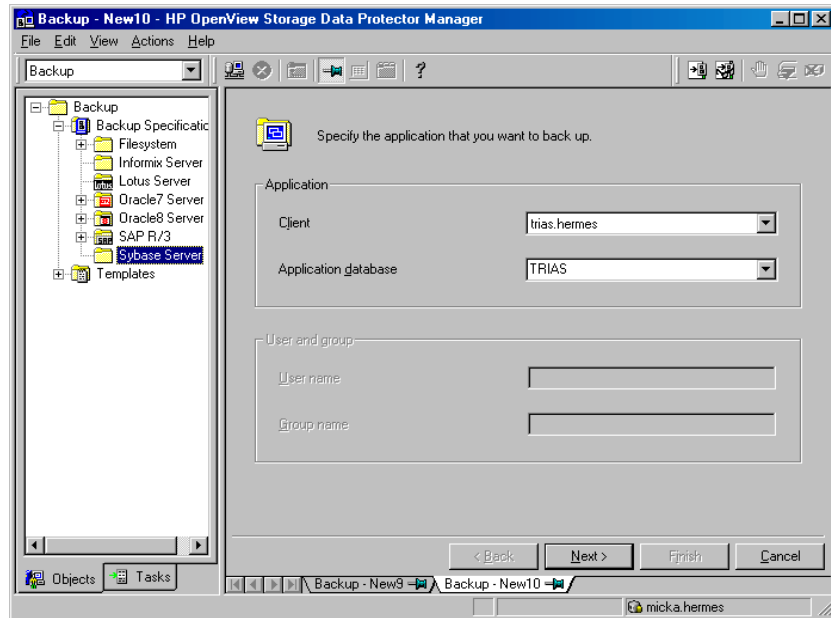 Backup - New10 - HP OpenView Storage Data Protector Manager
File Edit View Actions Help
Backup
?
Backup
Backup Specificatio
Filesystem
Informix Server
Lotus Server
Oracle7 Server
Oracle8 Server
SAP R/3
Sybase Server
Templates
Objects Tasks
Specify the application that you want to back up.
Application
Client trias.hermes
Application database TRIAS
User and group
User name
Group name
< Back Next > Finish Cancel
Backup - New9 Backup - New10
micka.hermes